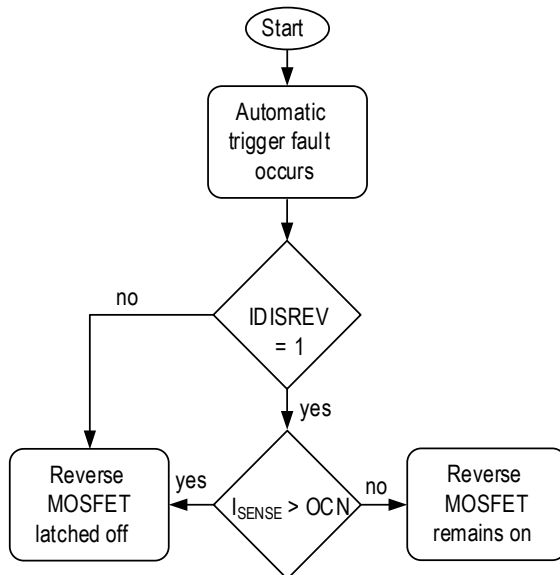 Start
Automatic
trigger fault
occurs
no
IDISREV
= 1
yes
Reverse
MOSFET
latched off
yes
ISENSE > OCN
no
Reverse
MOSFET
remains on